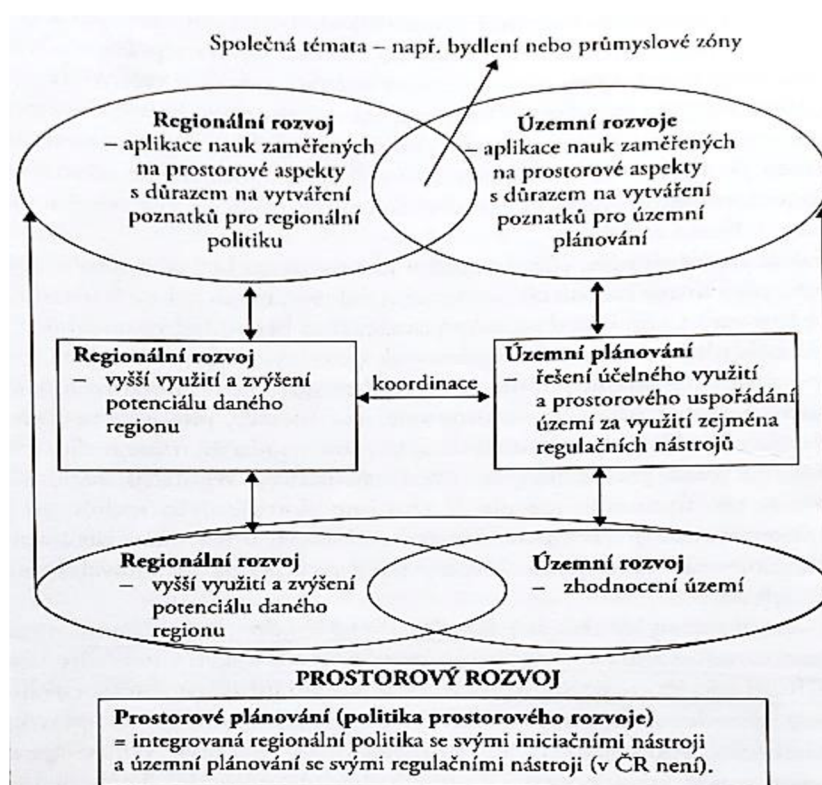 Společná témata – např. bydlení nebo průmyslové zóny
Regionální rozvoj
– aplikace nauk zaměřených
na prostorové aspekty
s důrazem na vytváření
poznatků pro regionální
politiku
Územní rozvoje
– aplikace nauk zaměřených
na prostorové aspekty
s důrazem na vytváření
poznatků pro územní
plánování
Regionální rozvoj
– vyšší využití a zvýšení
potenciálu daného
regionu
koordinace
Územní plánování
– řešení účelného využití
a prostorového uspořádání
území za využití zejména
regulačních nástrojů
Regionální rozvoj
– vyšší využití a zvýšení
potenciálu daného
regionu
Územní rozvoj
– zhodnocení území
PROSTOROVÝ ROZVOJ
Prostorové plánování (politika prostorového rozvoje)
– integrovaná regionální politika se svými iniciačními nástroji
a územní plánování se svými regulačními nástroji (v ČR není).